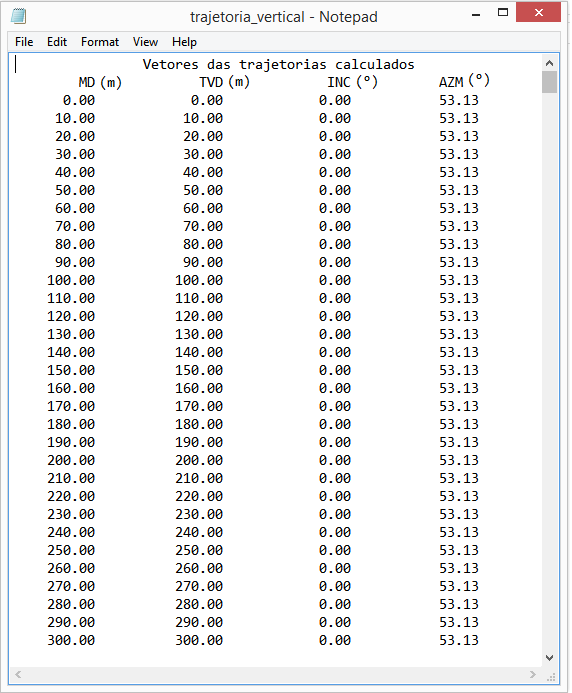 trajetoria_vertical - Notepad
File Edit Format View Help
Vetores das trajetorias calculados
MD (m) TVD (m) INC (º) AZM (º)
0.00 0.00 0.00 53.13
10.00 10.00 0.00 53.13
20.00 20.00 0.00 53.13
30.00 30.00 0.00 53.13
40.00 40.00 0.00 53.13
50.00 50.00 0.00 53.13
60.00 60.00 0.00 53.13
70.00 70.00 0.00 53.13
80.00 80.00 0.00 53.13
90.00 90.00 0.00 53.13
100.00 100.00 0.00 53.13
110.00 110.00 0.00 53.13
120.00 120.00 0.00 53.13
130.00 130.00 0.00 53.13
140.00 140.00 0.00 53.13
150.00 150.00 0.00 53.13
160.00 160.00 0.00 53.13
170.00 170.00 0.00 53.13
180.00 180.00 0.00 53.13
190.00 190.00 0.00 53.13
200.00 200.00 0.00 53.13
210.00 210.00 0.00 53.13
220.00 220.00 0.00 53.13
230.00 230.00 0.00 53.13
240.00 240.00 0.00 53.13
250.00 250.00 0.00 53.13
260.00 260.00 0.00 53.13
270.00 270.00 0.00 53.13
280.00 280.00 0.00 53.13
290.00 290.00 0.00 53.13
300.00 300.00 0.00 53.13